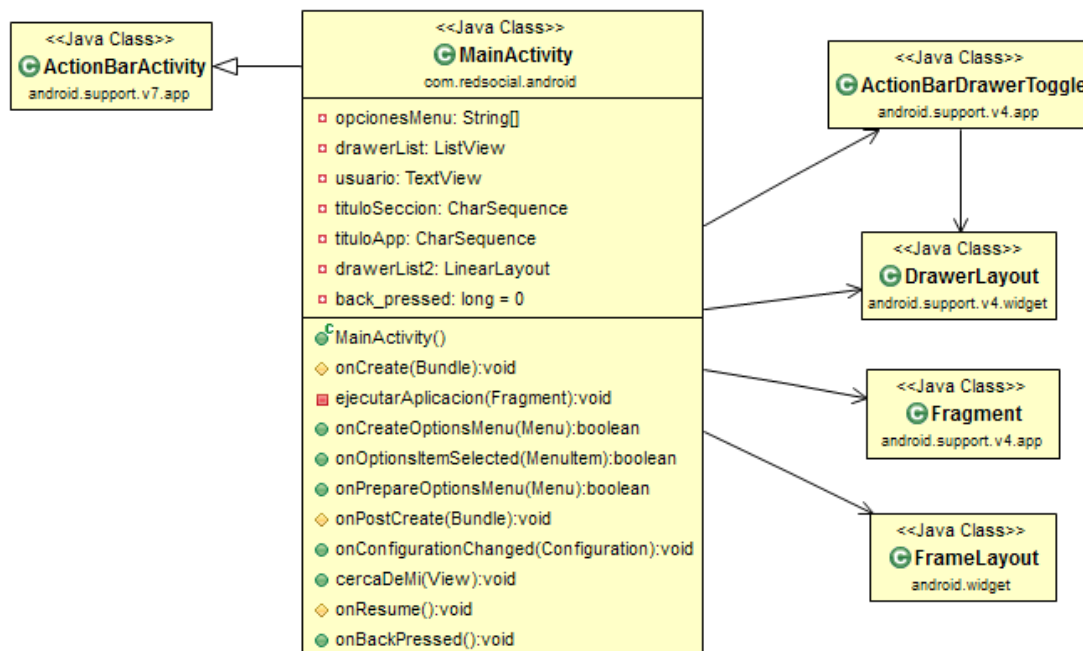 <<Java Class>>
ActionBarActivity
android.support.v7.app
<<Java Class>>
MainActivity
com.redsocial.android
opcionesMenu: String[]
drawerList: ListView
usuario: TextView
tituloSeccion: CharSequence
tituloApp: CharSequence
drawerList2: LinearLayout
back_pressed: long = 0
MainActivity()
onCreate(Bundle):void
ejecutarAplicacion(Fragment):void
onCreateOptionsMenu(Menu):boolean
onOptionsItemSelected(MenuItem):boolean
onPrepareOptionsMenu(Menu):boolean
onPostCreate(Bundle):void
onConfigurationChanged(Configuration):void
cercaDeMi(View):void
onResume():void
onBackPressed():void
<<Java Class>>
ActionBarDrawerToggle
android.support.v4.app
<<Java Class>>
DrawerLayout
android.support.v4.widget
<<Java Class>>
Fragment
android.support.v4.app
<<Java Class>>
FrameLayout
android.widget